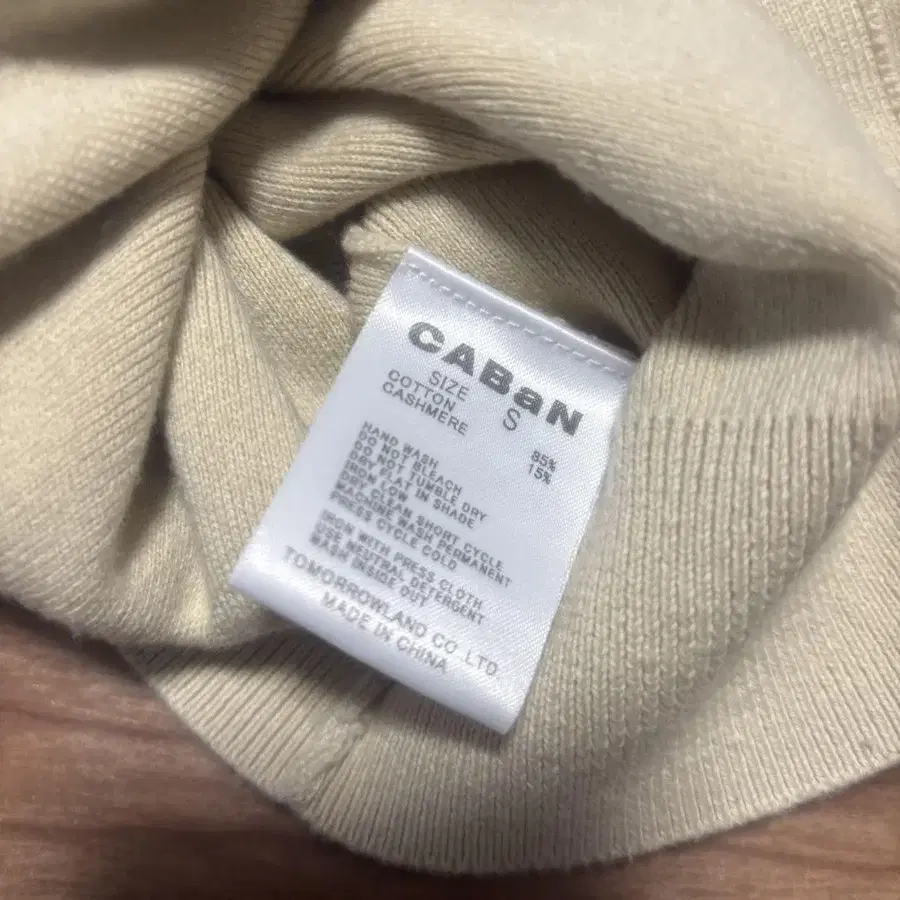 CABaN
SIZE S
COTTON 85%
CASHMERE 15%
HAND WASH
DO NOT BLEACH
DO NOT TUMBLE DRY
DRY FLAT IN SHADE
IRON LOW
DRY CLEAN SHORT CYCLE
MACHINE WASH PERMANENT
PRESS CYCLE COLD
IRON WITH PRESS CLOTH
USE NEUTRAL DETERGENT
WASH INSIDE OUT
TOMORROWLAND CO.,LTD.
MADE IN CHINA